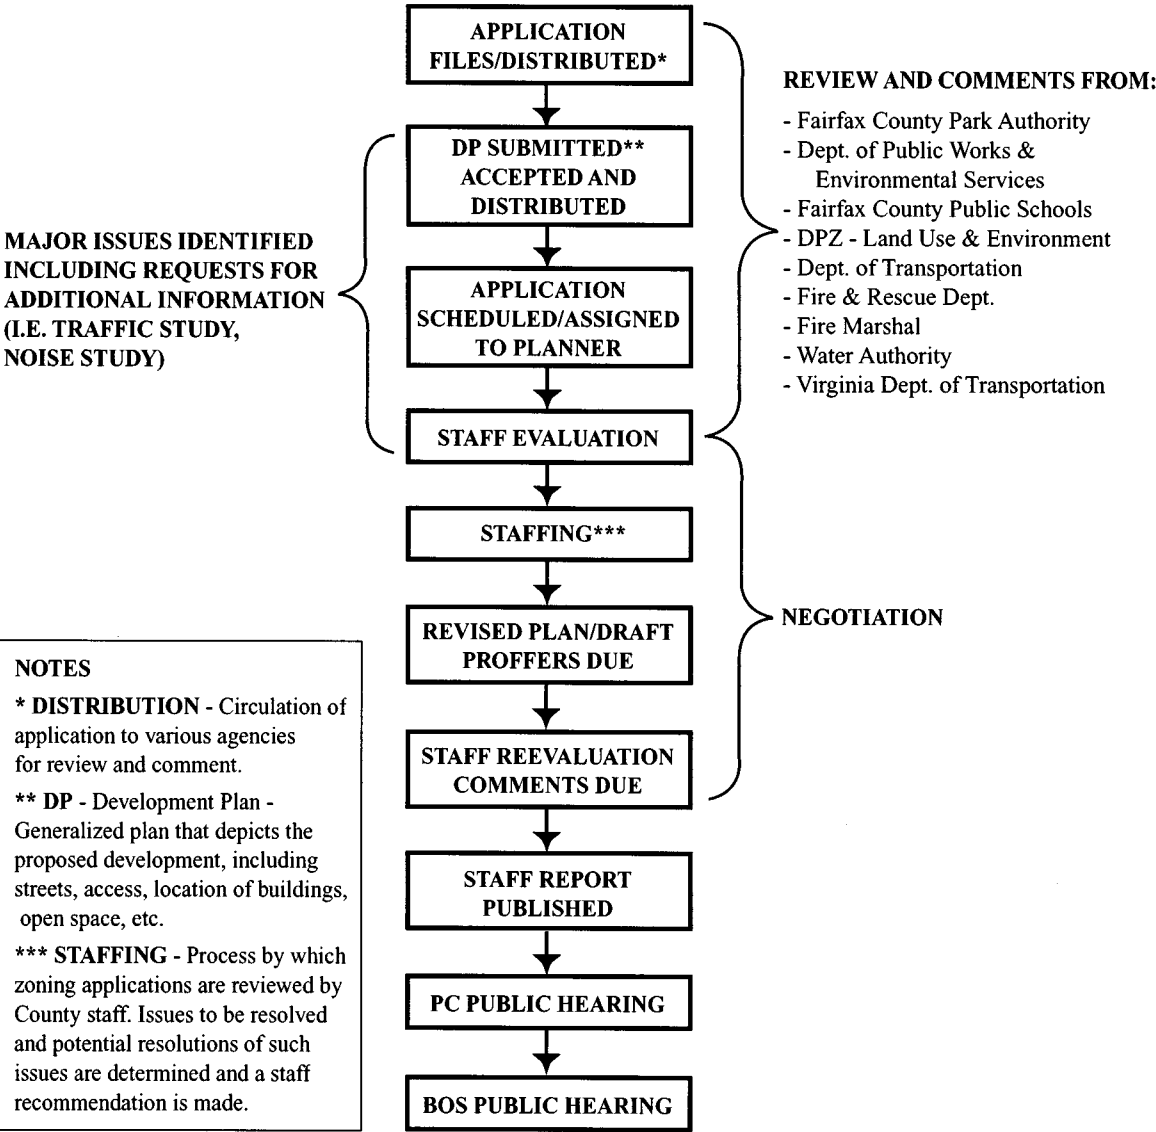 APPLICATION
FILES/DISTRIBUTED*
DP SUBMITTED**
ACCEPTED AND
DISTRIBUTED
APPLICATION
SCHEDULED/ASSIGNED
TO PLANNER
STAFF EVALUATION
STAFFING***
REVISED PLAN/DRAFT
PROFFERS DUE
STAFF REEVALUATION
COMMENTS DUE
STAFF REPORT
PUBLISHED
PC PUBLIC HEARING
BOS PUBLIC HEARING
MAJOR ISSUES IDENTIFIED
INCLUDING REQUESTS FOR
ADDITIONAL INFORMATION
(I.E. TRAFFIC STUDY,
NOISE STUDY)
REVIEW AND COMMENTS FROM:
- Fairfax County Park Authority
- Dept. of Public Works &
Environmental Services
- Fairfax County Public Schools
- DPZ - Land Use & Environment
- Dept. of Transportation
- Fire & Rescue Dept.
- Fire Marshal
- Water Authority
- Virginia Dept. of Transportation
NEGOTIATION
NOTES
* DISTRIBUTION - Circulation of
application to various agencies
for review and comment.
** DP - Development Plan -
Generalized plan that depicts the
proposed development, including
streets, access, location of buildings,
open space, etc.
*** STAFFING - Process by which
zoning applications are reviewed by
County staff. Issues to be resolved
and potential resolutions of such
issues are determined and a staff
recommendation is made.